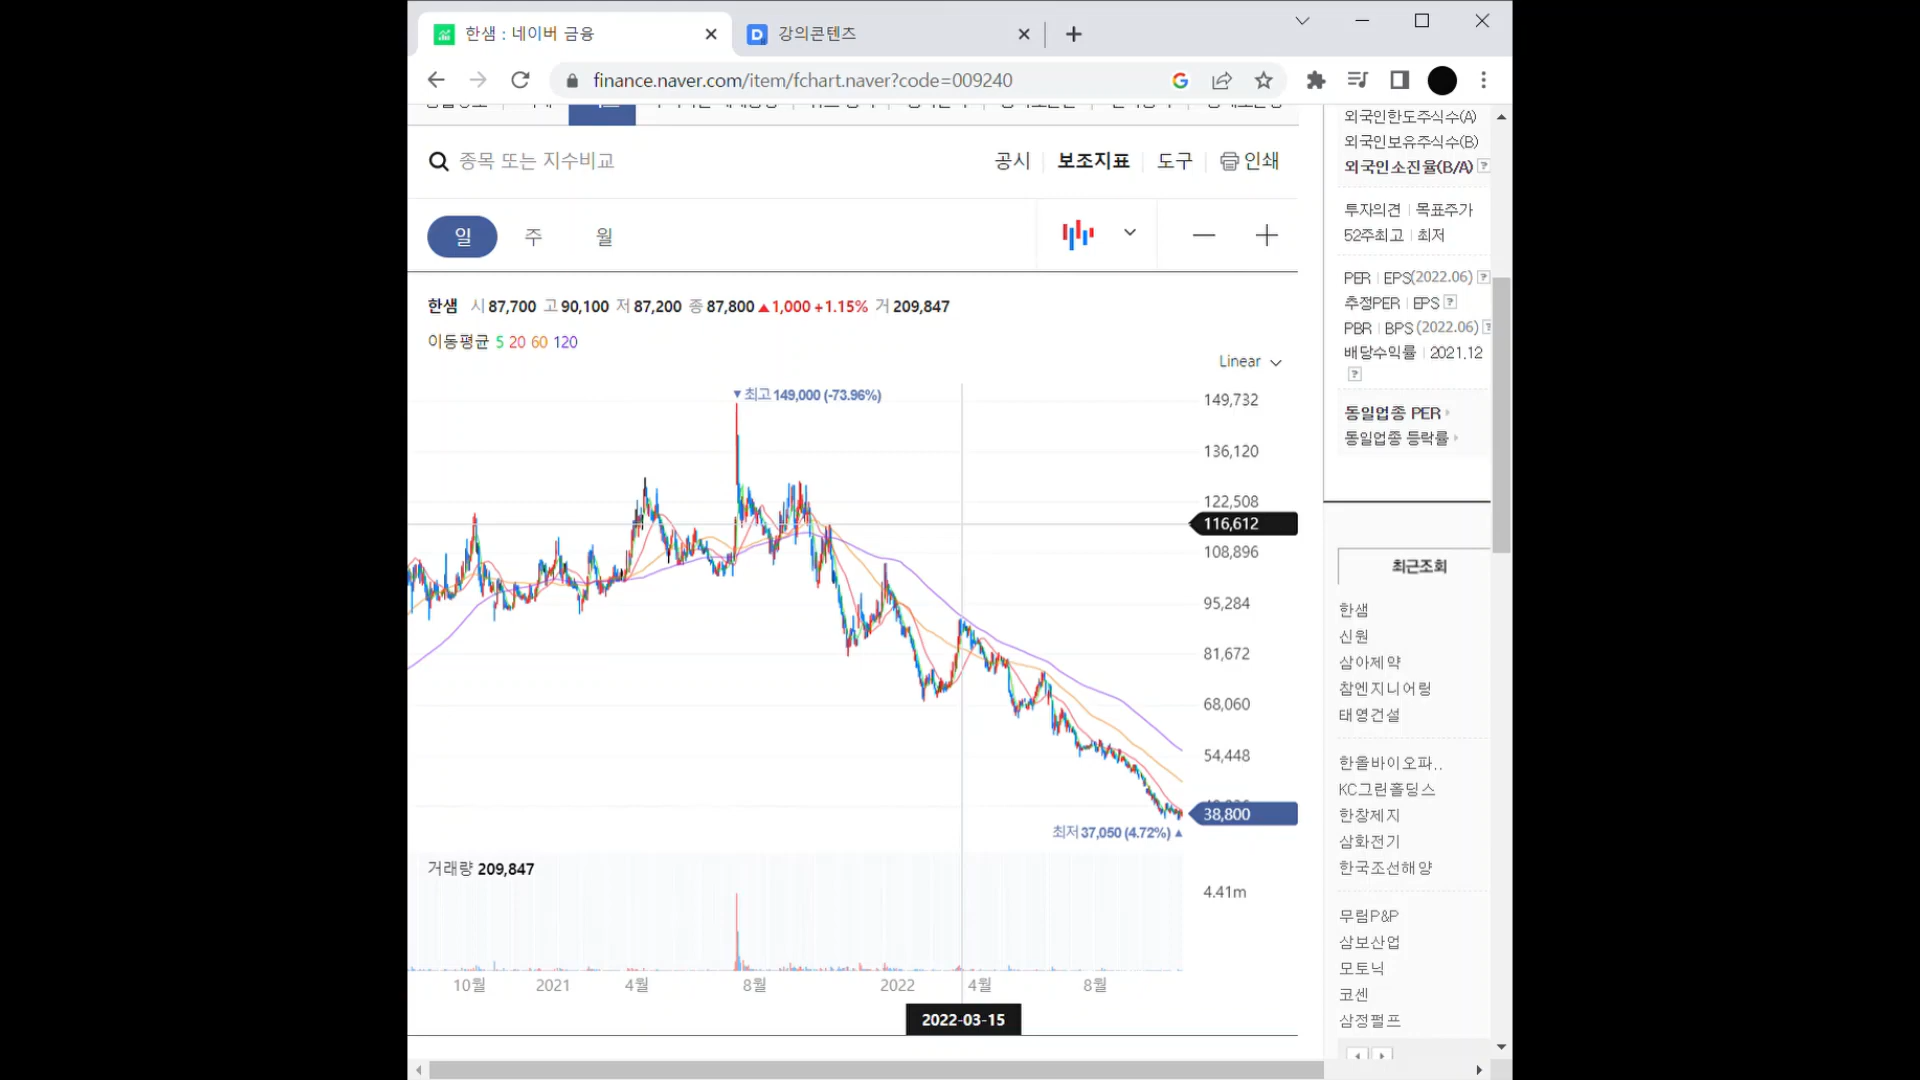 한샘 : 네이버 금융
강의콘텐츠
finance.naver.com/item/fchart.naver?code=009240
종목 또는 지수비교
공시
보조지표
도구
인쇄
일
주
월
한샘 시 87,700 고 90,100 저 87,200 종 87,800 ▲1,000 +1.15% 거 209,847
이동평균 5 20 60 120
Linear
▼최고 149,000 (-73.96%)
149,732
136,120
122,508
116,612
108,896
95,284
81,672
68,060
54,448
38,800
최저 37,050 (4.72%) ▲
거래량 209,847
4.41m
10월
2021
4월
8월
2022
4월
8월
2022-03-15
외국인한도주식수(A)
외국인보유주식수(B)
외국인소진율(B/A) ?
투자의견 | 목표주가
52주최고 | 최저
PER | EPS(2022.06) ?
추정PER | EPS ?
PBR | BPS (2022.06) ?
배당수익률 | 2021.12
?
동일업종 PER
동일업종 등락률
최근조회
한샘
신원
삼아제약
참엔지니어링
태영건설
한올바이오파..
KC그린홀딩스
한창제지
삼화전기
한국조선해양
무림P&P
삼보산업
모토닉
코센
삼정펄프